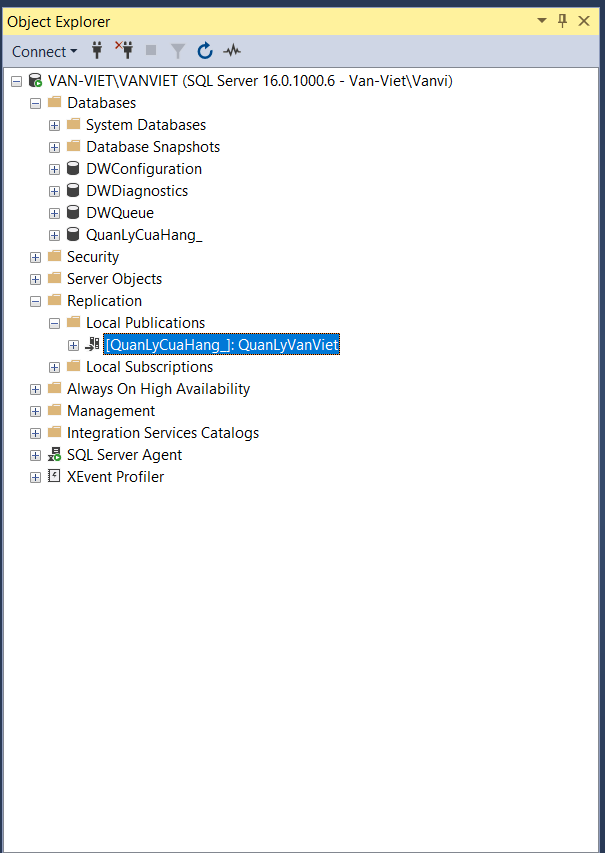 Object Explorer
Connect
VAN-VIET\VANVIET (SQL Server 16.0.1000.6 - Van-Viet\Vanvi)
Databases
System Databases
Database Snapshots
DWConfiguration
DWDiagnostics
DWQueue
QuanLyCuaHang_
Security
Server Objects
Replication
Local Publications
[QuanLyCuaHang_]: QuanLyVanViet
Local Subscriptions
Always On High Availability
Management
Integration Services Catalogs
SQL Server Agent
XEvent Profiler